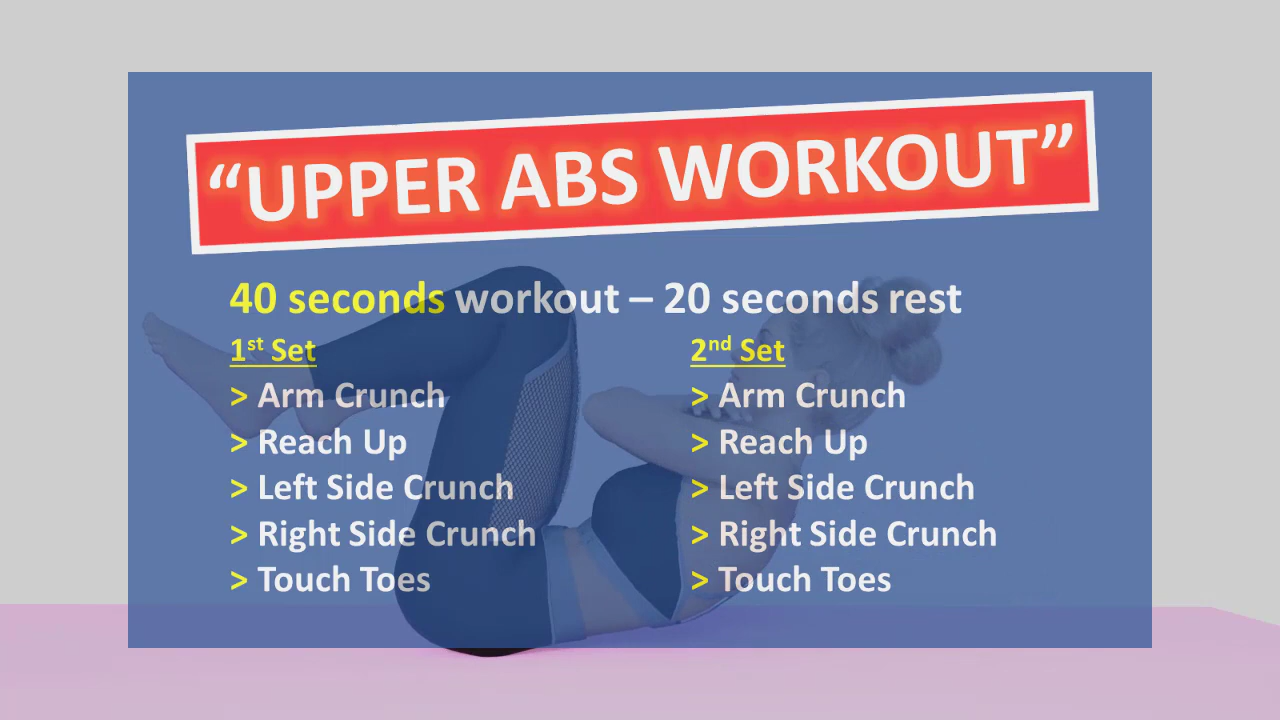 “UPPER ABS WORKOUT”
40 seconds workout – 20 seconds rest
1st Set
> Arm Crunch
> Reach Up
> Left Side Crunch
> Right Side Crunch
> Touch Toes
2nd Set
> Arm Crunch
> Reach Up
> Left Side Crunch
> Right Side Crunch
> Touch Toes